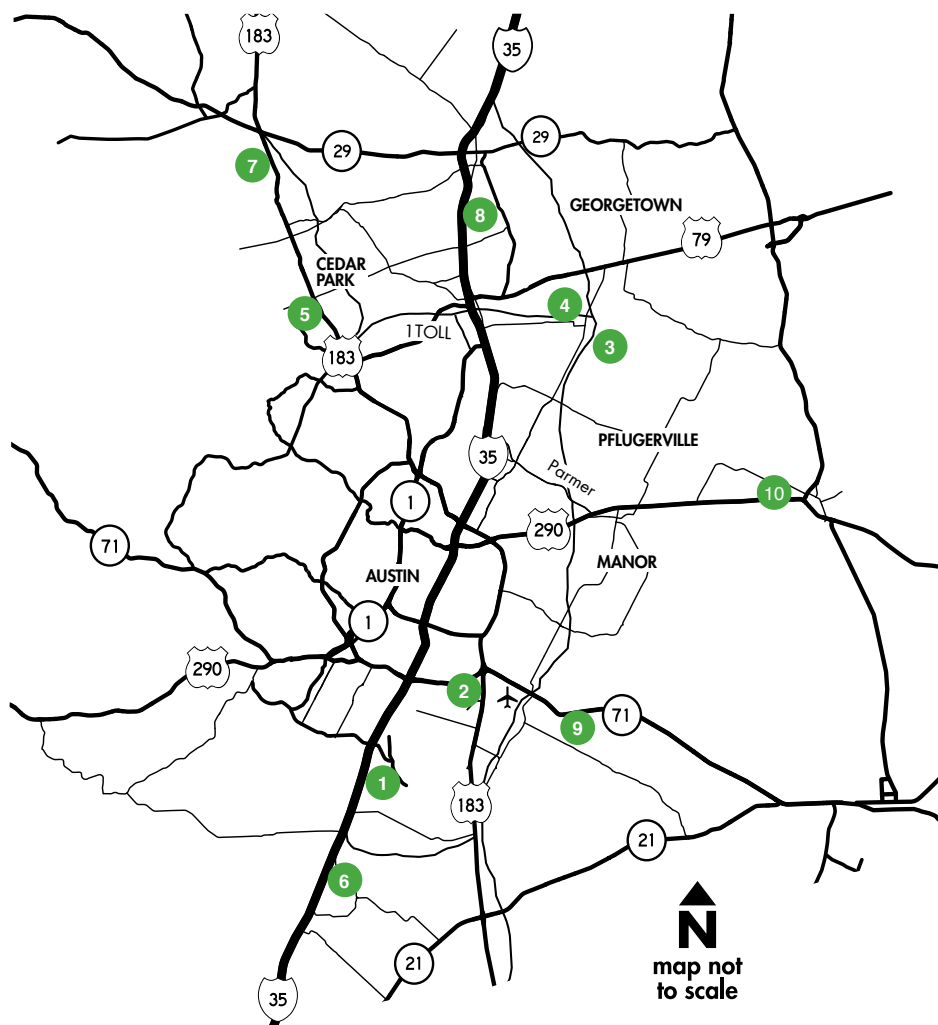 183
35
29
29
7
8
GEORGETOWN
79
CEDAR
PARK
4
5
1 TOLL
3
183
PFLUGERVILLE
35
Parmer
10
1
290
71
MANOR
AUSTIN
1
290
2
9
71
1
183
21
6
N
21
map not
to scale
35